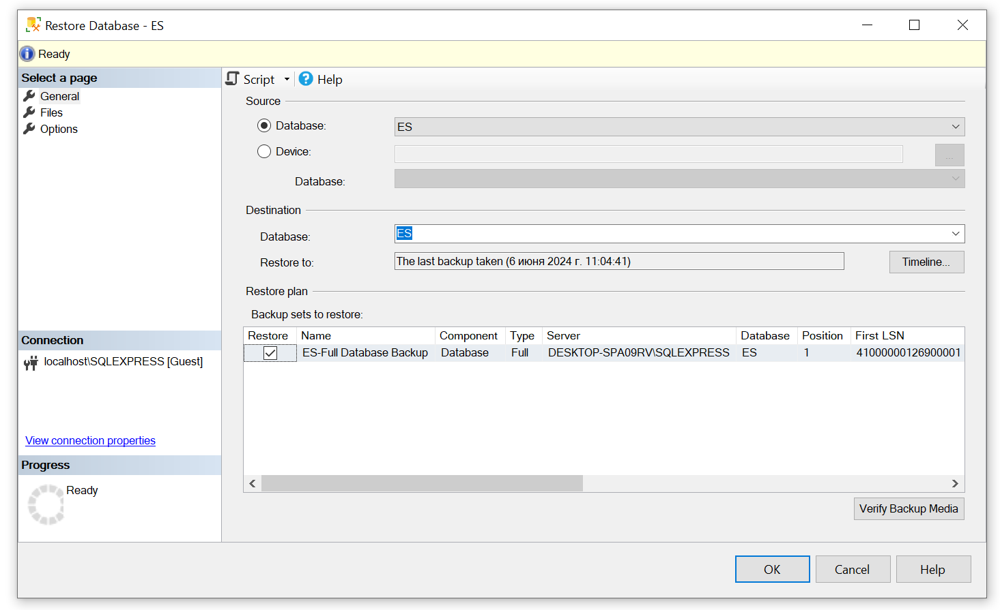 Restore Database - ES
Ready
Select a page
General
Files
Options
Script
Help
Source
Database:
ES
Device:
...
Database:
Destination
Database:
ES
Restore to:
The last backup taken (6 июня 2024 г. 11:04:41)
Timeline...
Restore plan
Backup sets to restore:
Restore Name Component Type Server Database Position First LSN
ES-Full Database Backup Database Full DESKTOP-SPA09RV\SQLEXPRESS ES 1 41000000126900001
Verify Backup Media
Connection
localhost\SQLEXPRESS [Guest]
View connection properties
Progress
Ready
OK
Cancel
Help